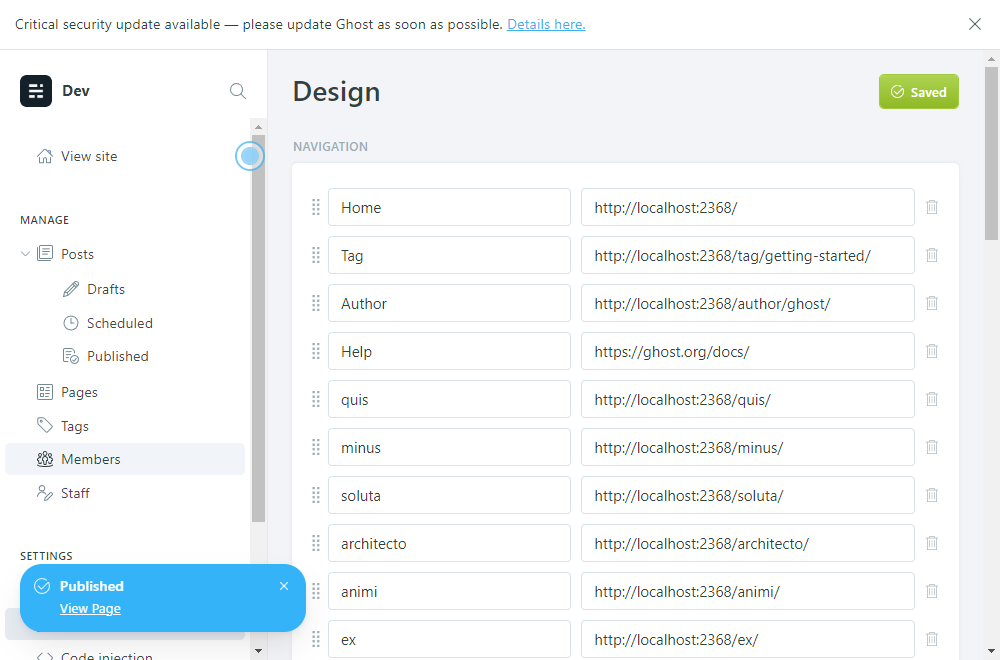 Critical security update available — please update Ghost as soon as possible. Details here.
Dev
View site
MANAGE
Posts
Drafts
Scheduled
Published
Pages
Tags
Members
Staff
SETTINGS
Published
View Page
Code injection
Design
Saved
NAVIGATION
Home http://localhost:2368/
Tag http://localhost:2368/tag/getting-started/
Author http://localhost:2368/author/ghost/
Help https://ghost.org/docs/
quis http://localhost:2368/quis/
minus http://localhost:2368/minus/
soluta http://localhost:2368/soluta/
architecto http://localhost:2368/architecto/
animi http://localhost:2368/animi/
ex http://localhost:2368/ex/